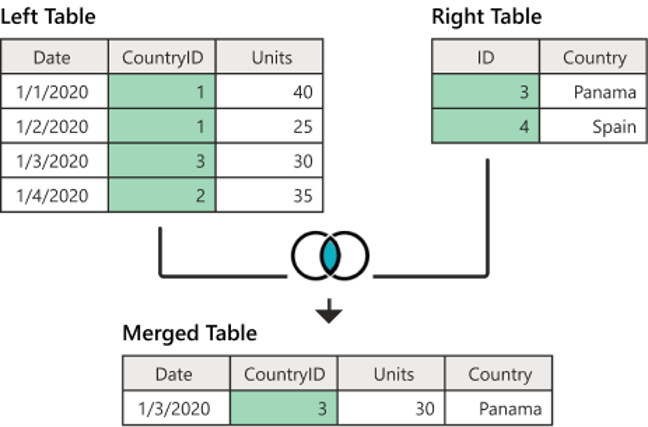 Left Table
Date CountryID Units
1/1/2020 1 40
1/2/2020 1 25
1/3/2020 3 30
1/4/2020 2 35
Right Table
ID Country
3 Panama
4 Spain
Merged Table
Date CountryID Units Country
1/3/2020 3 30 Panama